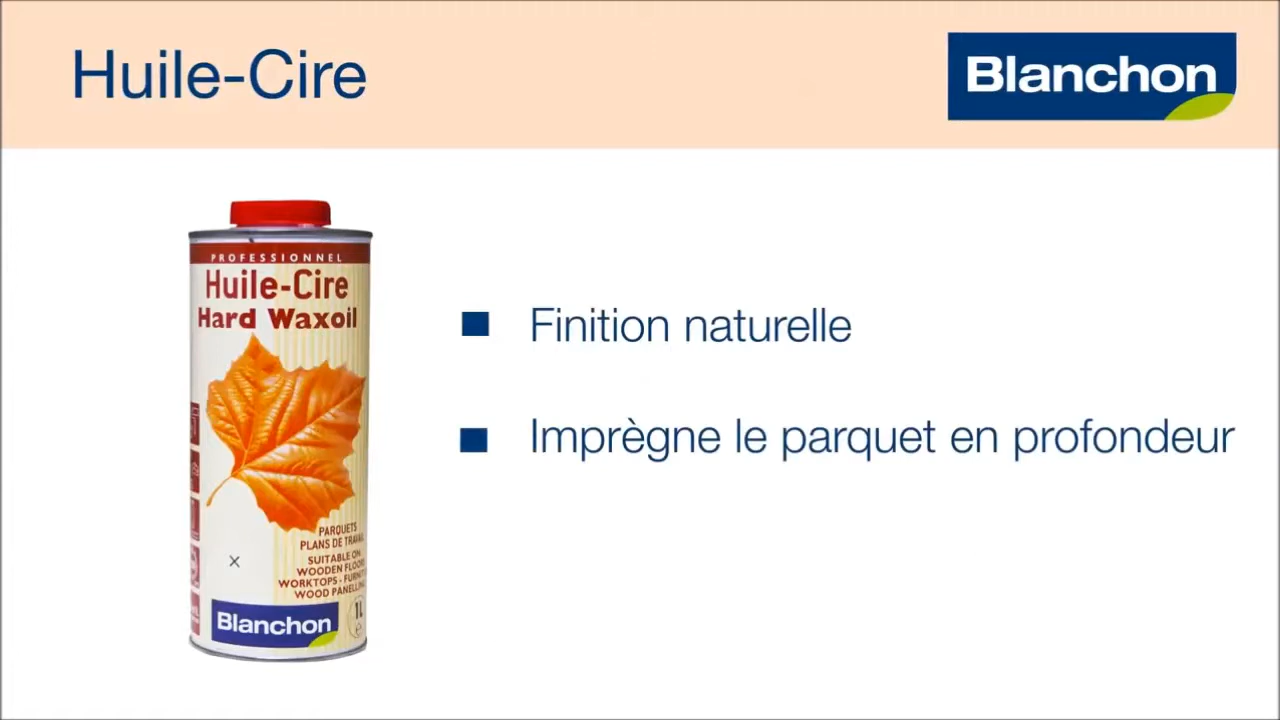 Huile-Cire
Blanchon
PROFESSIONNEL
Huile-Cire
Hard Waxoil
Finition naturelle
Imprègne le parquet en profondeur
PARQUETS
PLANS DE TRAVAIL
SUITABLE ON
WOODEN FLOORS
WORKTOPS - FURNIT
WOOD PANELLING
Blanchon
1L